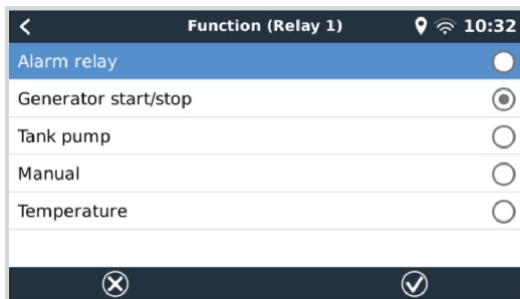 Function (Relay 1) 10:32
Alarm relay
Generator start/stop
Tank pump
Manual
Temperature